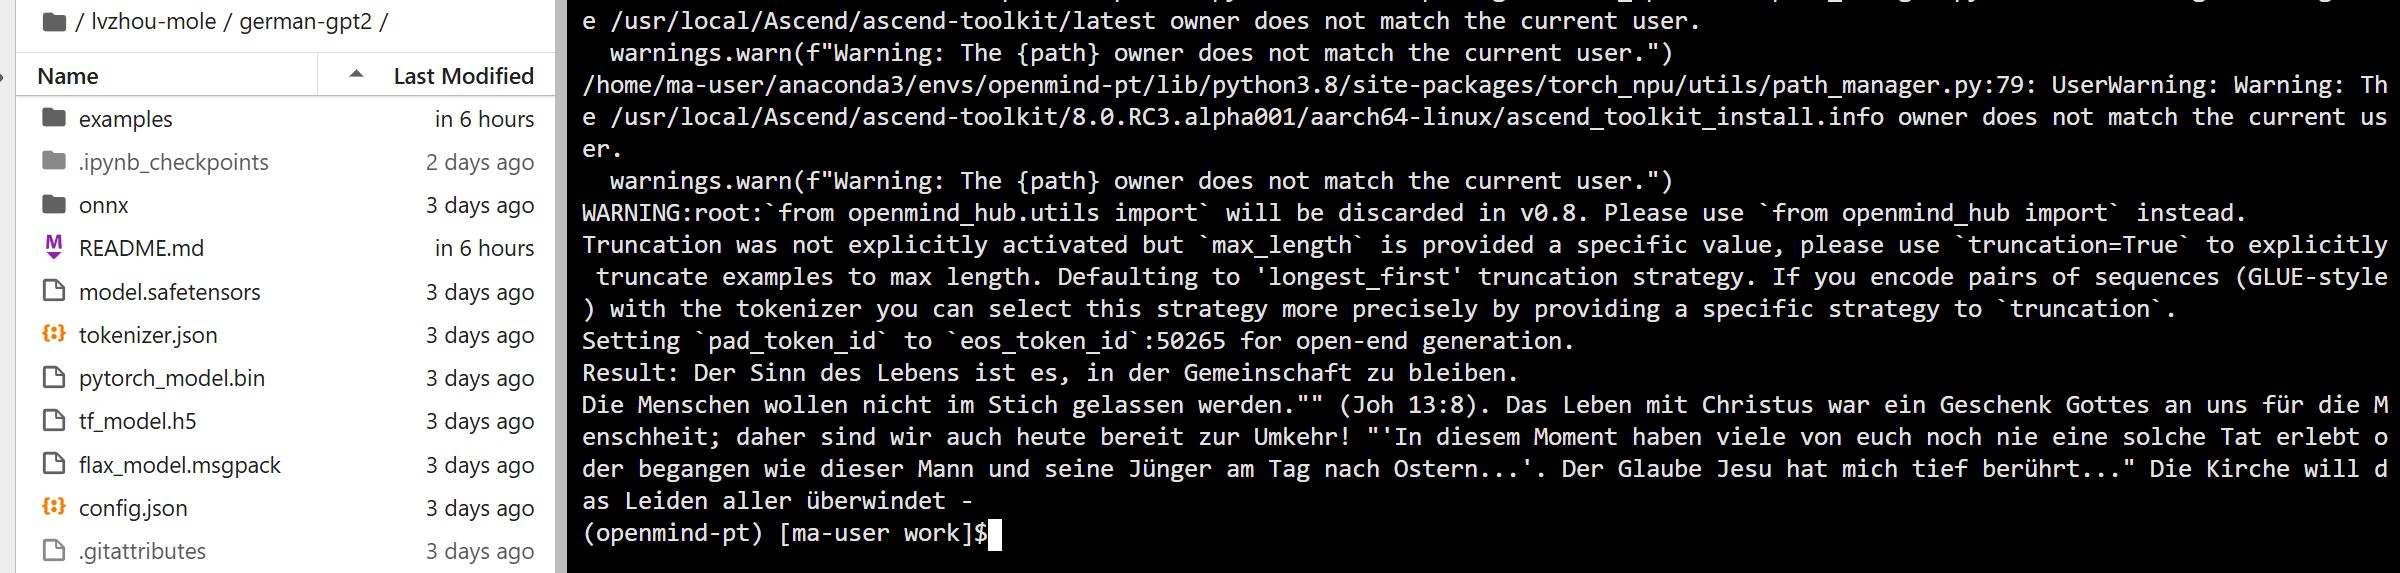 / lvzhou-mole / german-gpt2 /
Name Last Modified
examples in 6 hours
.ipynb_checkpoints 2 days ago
onnx 3 days ago
README.md in 6 hours
model.safetensors 3 days ago
tokenizer.json 3 days ago
pytorch_model.bin 3 days ago
tf_model.h5 3 days ago
flax_model.msgpack 3 days ago
config.json 3 days ago
.gitattributes 3 days ago
e /usr/local/Ascend/ascend-toolkit/latest owner does not match the current user.
  warnings.warn(f"Warning: The {path} owner does not match the current user.")
/home/ma-user/anaconda3/envs/openmind-pt/lib/python3.8/site-packages/torch_npu/utils/path_manager.py:79: UserWarning: Warning: Th
e /usr/local/Ascend/ascend-toolkit/8.0.RC3.alpha001/aarch64-linux/ascend_toolkit_install.info owner does not match the current us
er.
  warnings.warn(f"Warning: The {path} owner does not match the current user.")
WARNING:root:`from openmind_hub.utils import` will be discarded in v0.8. Please use `from openmind_hub import` instead.
Truncation was not explicitly activated but `max_length` is provided a specific value, please use `truncation=True` to explicitly
 truncate examples to max length. Defaulting to 'longest_first' truncation strategy. If you encode pairs of sequences (GLUE-style
) with the tokenizer you can select this strategy more precisely by providing a specific strategy to `truncation`.
Setting `pad_token_id` to `eos_token_id`:50265 for open-end generation.
Result: Der Sinn des Lebens ist es, in der Gemeinschaft zu bleiben.
Die Menschen wollen nicht im Stich gelassen werden."" (Joh 13:8). Das Leben mit Christus war ein Geschenk Gottes an uns für die M
enschheit; daher sind wir auch heute bereit zur Umkehr! "'In diesem Moment haben viele von euch noch nie eine solche Tat erlebt o
der begangen wie dieser Mann und seine Jünger am Tag nach Ostern...'. Der Glaube Jesu hat mich tief berührt..." Die Kirche will d
as Leiden aller überwindet -
(openmind-pt) [ma-user work]$